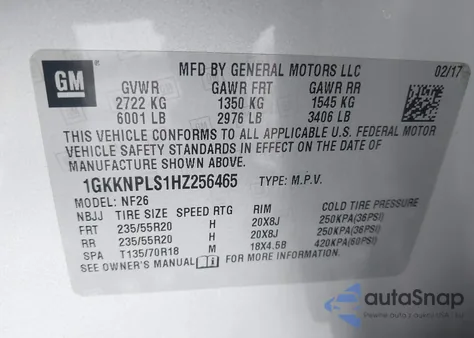 GM
MFD BY GENERAL MOTORS LLC 02/17
GVWR GAWR FRT GAWR RR
2722 KG 1350 KG 1545 KG
6001 LB 2976 LB 3406 LB
THIS VEHICLE CONFORMS TO ALL APPLICABLE U.S. FEDERAL MOTOR
VEHICLE SAFETY STANDARDS IN EFFECT ON THE DATE OF
MANUFACTURE SHOWN ABOVE.
1GKKNPLS1HZ256465 TYPE: M.P.V.
MODEL: NF26
NBJJ TIRE SIZE SPEED RTG RIM COLD TIRE PRESSURE
FRT 235/55R20 H 20X8J 250KPA(36PSI)
RR 235/55R20 H 20X8J 250KPA(36PSI)
SPA T135/70R18 M 18X4.5B 420KPA(60PSI)
SEE OWNER'S MANUAL FOR MORE INFORMATION.
autoSnap